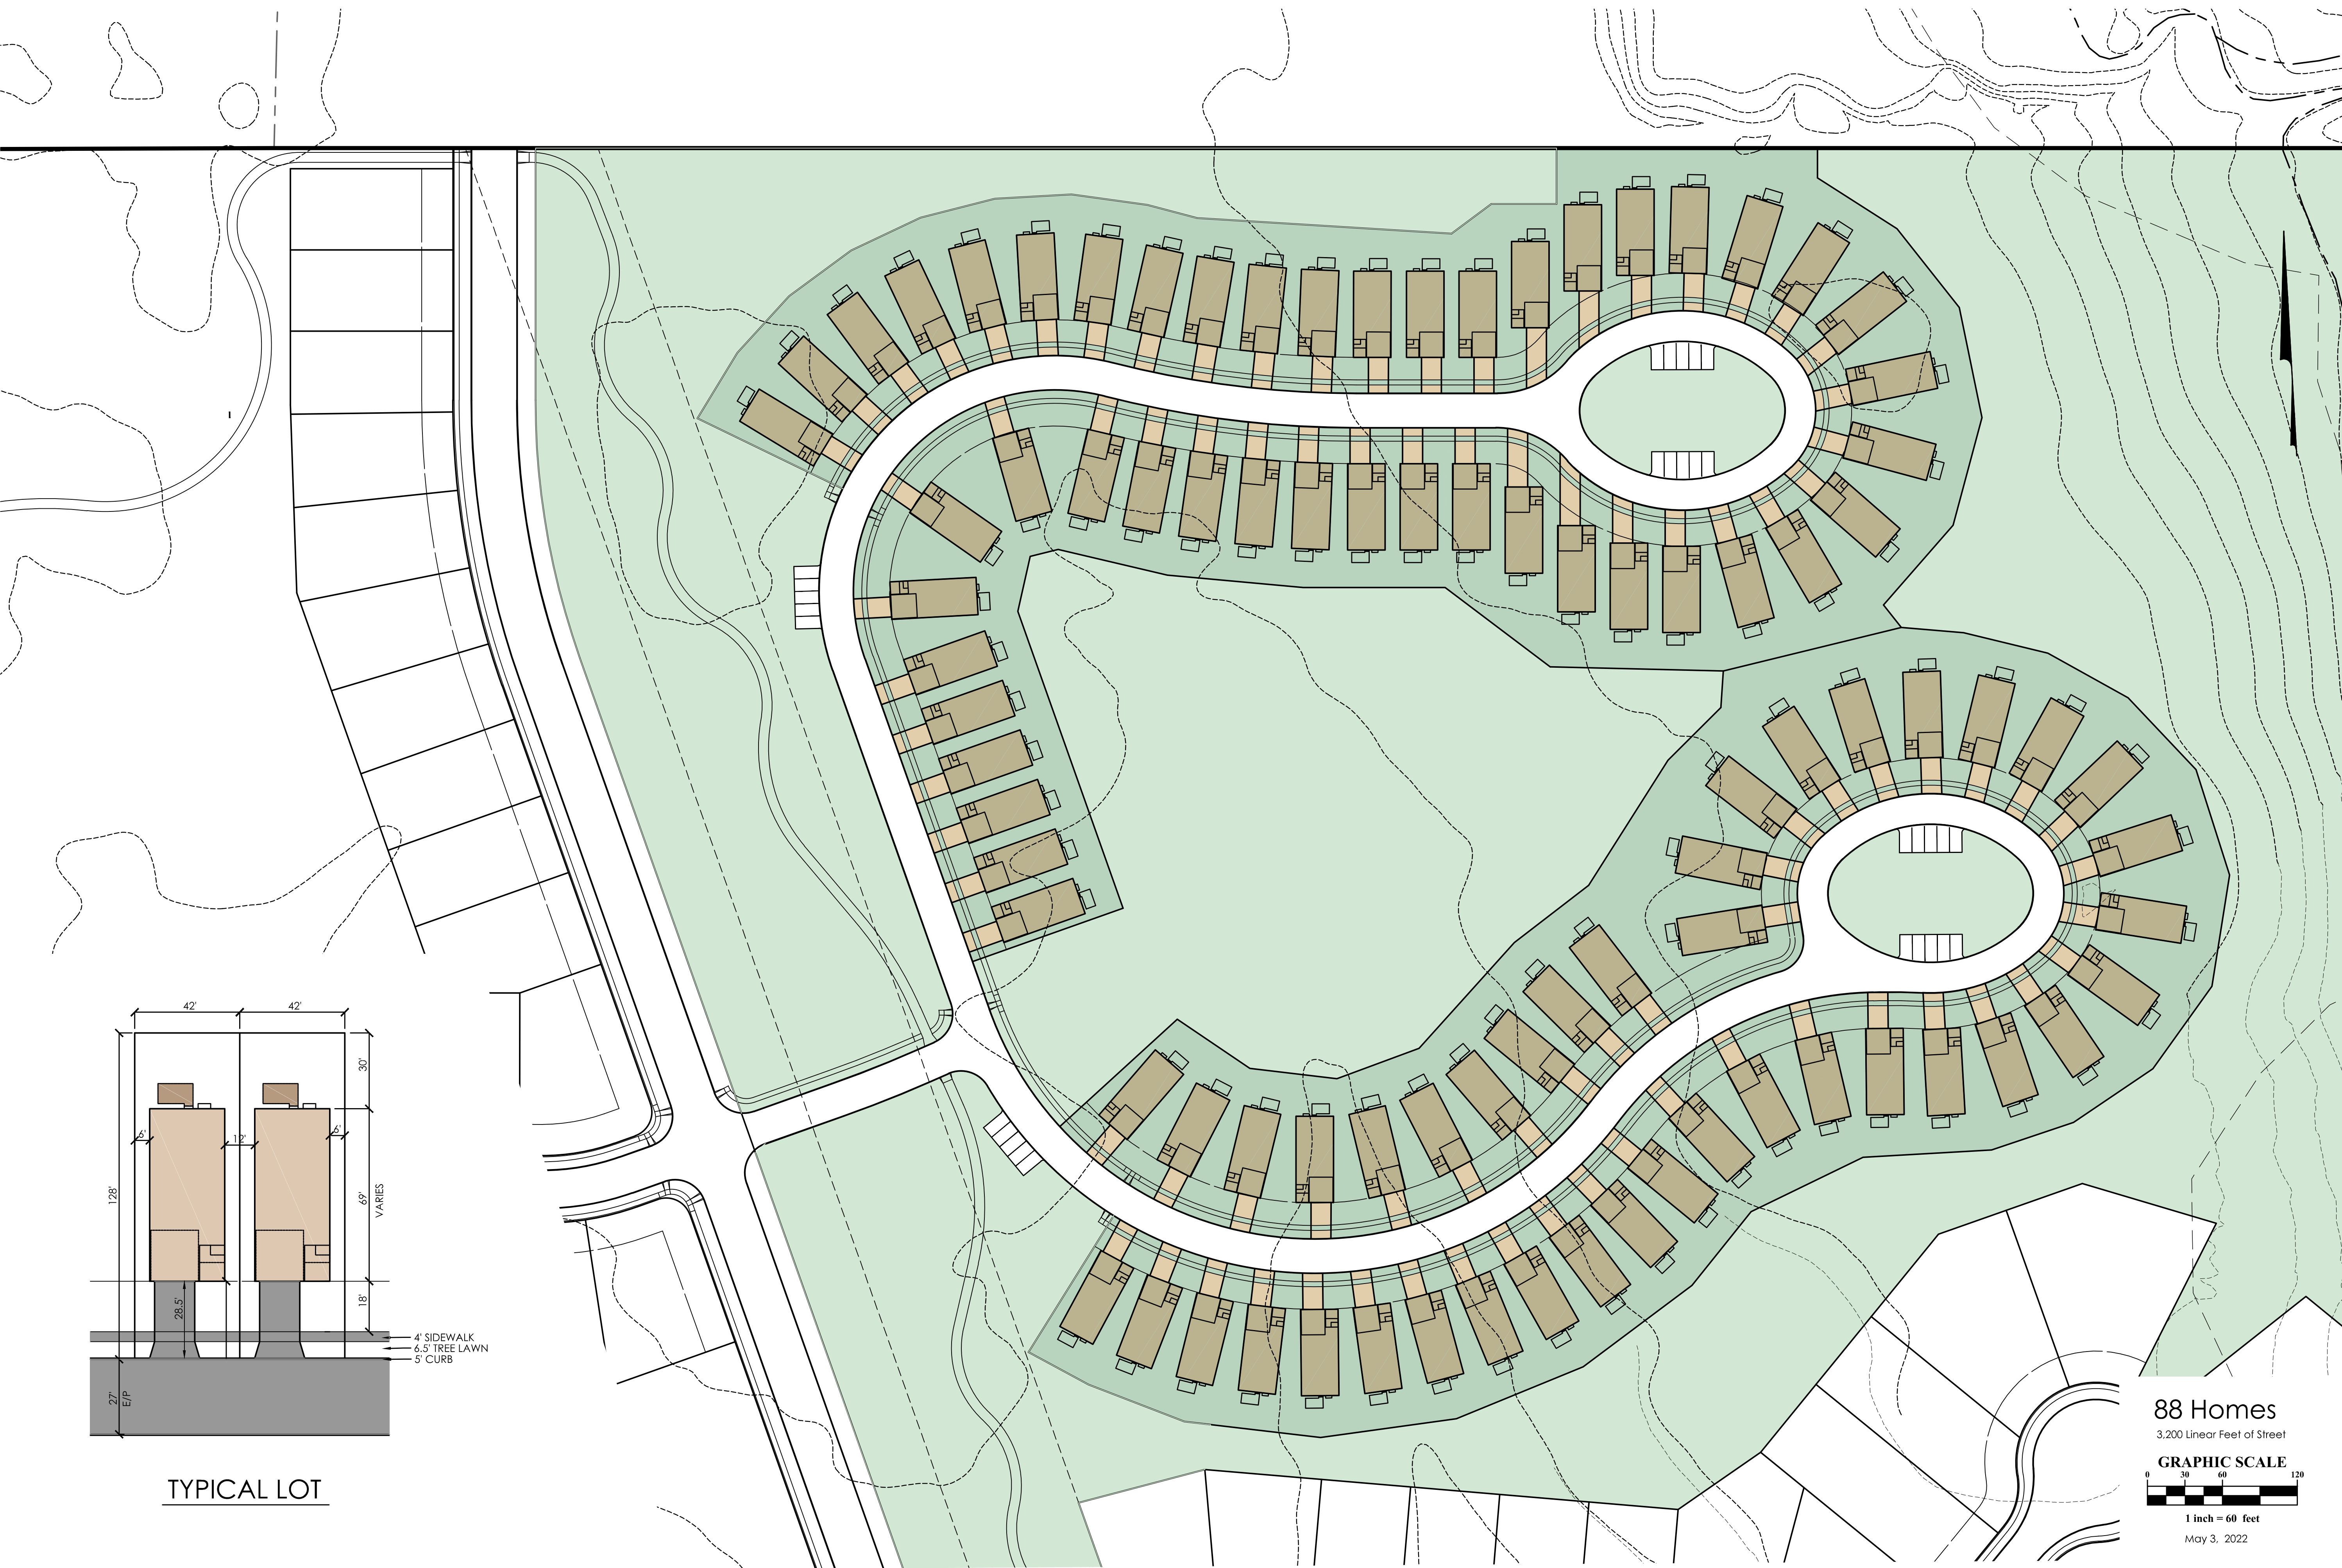 42' 42'
30'
6' 12' 6'
128'
69'
VARIES
28.5'
18'
4' SIDEWALK
6.5' TREE LAWN
5' CURB
27'
E/P
TYPICAL LOT
88 Homes
3,200 Linear Feet of Street
GRAPHIC SCALE
0 30 60 120
1 inch = 60 feet
May 3, 2022